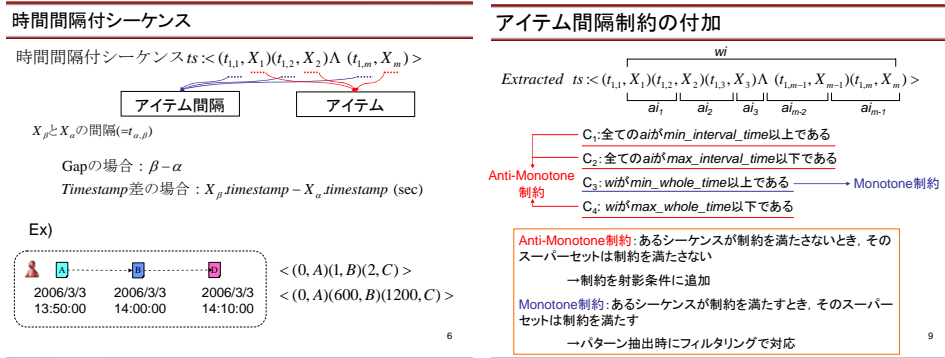 時間間隔付シーケンス
時間間隔付シーケンス ts:<(t1,1, X1)(t1,2, X2)Λ (t1,m, Xm)>
アイテム間隔
アイテム
XβとXαの間隔(=tα,β)
Gapの場合：β−α
Timestamp差の場合：Xβ.timestamp − Xα.timestamp (sec)
Ex)
A
B
D
2006/3/3
13:50:00
2006/3/3
14:00:00
2006/3/3
14:10:00
<(0, A)(1, B)(2, C)>
<(0, A)(600, B)(1200, C)>
6
アイテム間隔制約の付加
wi
Extracted ts:<(t1,1, X1)(t1,2, X2)(t1,3, X3)Λ (t1,m−1, Xm−1)(t1,m, Xm)>
ai1
ai2
ai3
aim-2
aim-1
C1:全てのaiがmin_interval_time以上である
C2:全てのaiがmax_interval_time以下である
C3:wiがmin_whole_time以上である
C4:wiがmax_whole_time以下である
Anti-Monotone
制約
Monotone制約
Anti-Monotone制約:あるシーケンスが制約を満たさないとき，その
スーパーセットは制約を満たさない
→制約を射影条件に追加
Monotone制約:あるシーケンスが制約を満たすとき，そのスーパー
セットは制約を満たす
→パターン抽出時にフィルタリングで対応
9